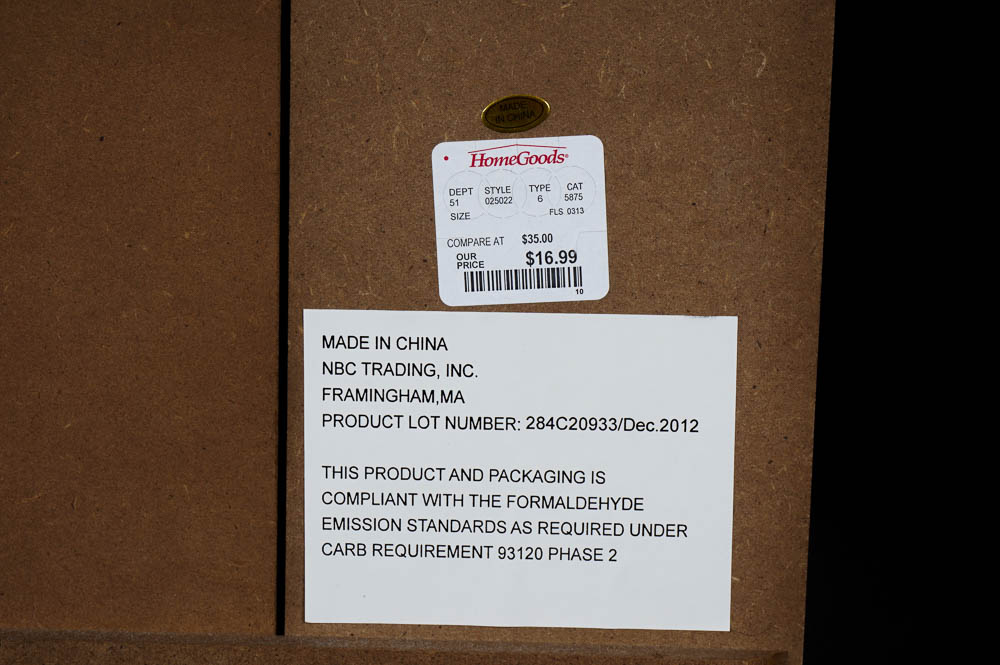 MADE
IN CHINA
HomeGoods®
DEPT STYLE TYPE CAT
51 025022 6 5875
SIZE FLS 0313
COMPARE AT $35.00
OUR PRICE $16.99
10
MADE IN CHINA
NBC TRADING, INC.
FRAMINGHAM,MA
PRODUCT LOT NUMBER: 284C20933/Dec.2012
THIS PRODUCT AND PACKAGING IS
COMPLIANT WITH THE FORMALDEHYDE
EMISSION STANDARDS AS REQUIRED UNDER
CARB REQUIREMENT 93120 PHASE 2